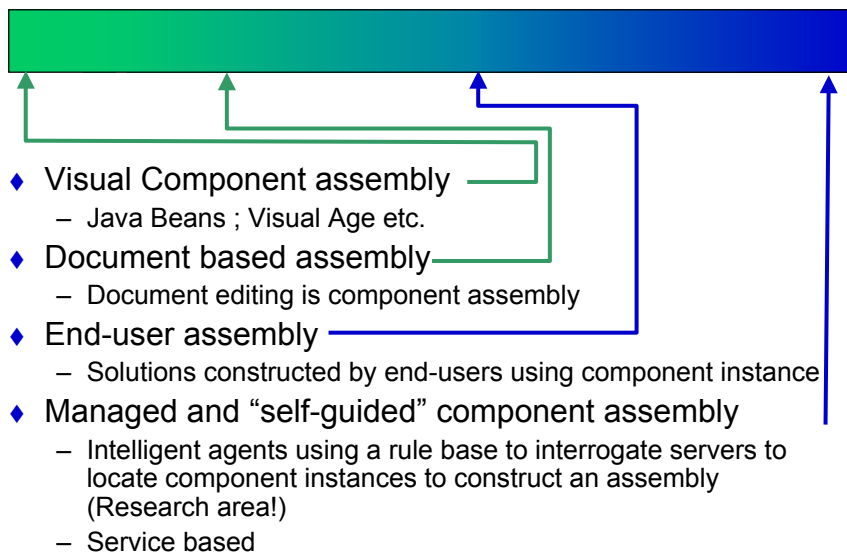 ♦ Visual Component assembly
– Java Beans ; Visual Age etc.
♦ Document based assembly
– Document editing is component assembly
♦ End-user assembly
– Solutions constructed by end-users using component instance
♦ Managed and “self-guided” component assembly
– Intelligent agents using a rule base to interrogate servers to
locate component instances to construct an assembly
(Research area!)
– Service based